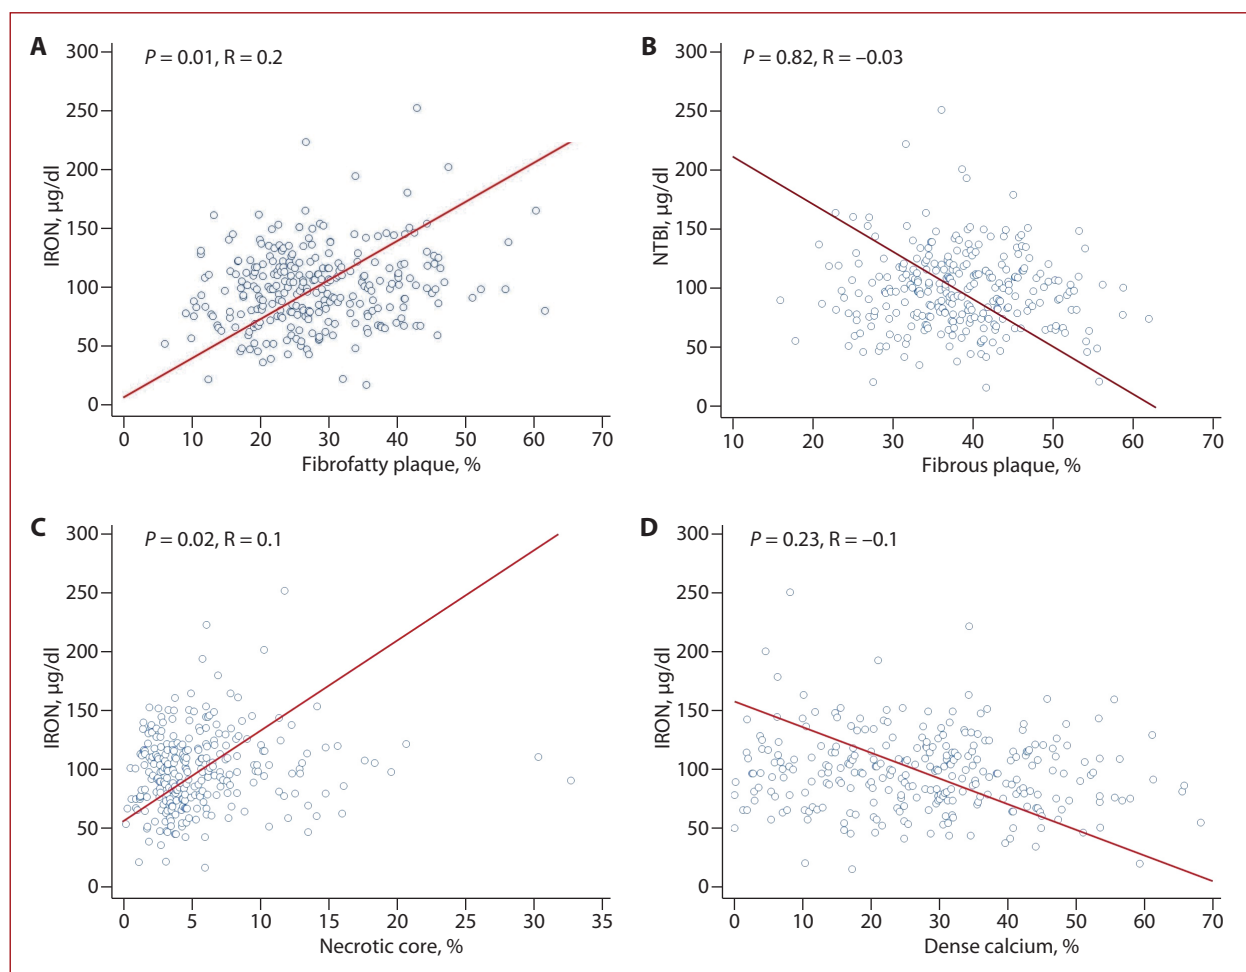 A
P = 0.01, R = 0.2
300
250
200
150
100
50
0
IRON, µg/dl
0 10 20 30 40 50 60 70
Fibrofatty plaque, %
B
P = 0.82, R = –0.03
300
250
200
150
100
50
0
NTBI, µg/dl
10 20 30 40 50 60 70
Fibrous plaque, %
C
P = 0.02, R = 0.1
300
250
200
150
100
50
0
IRON, µg/dl
0 5 10 15 20 25 30 35
Necrotic core, %
D
P = 0.23, R = –0.1
300
250
200
150
100
50
0
IRON, µg/dl
0 10 20 30 40 50 60 70
Dense calcium, %